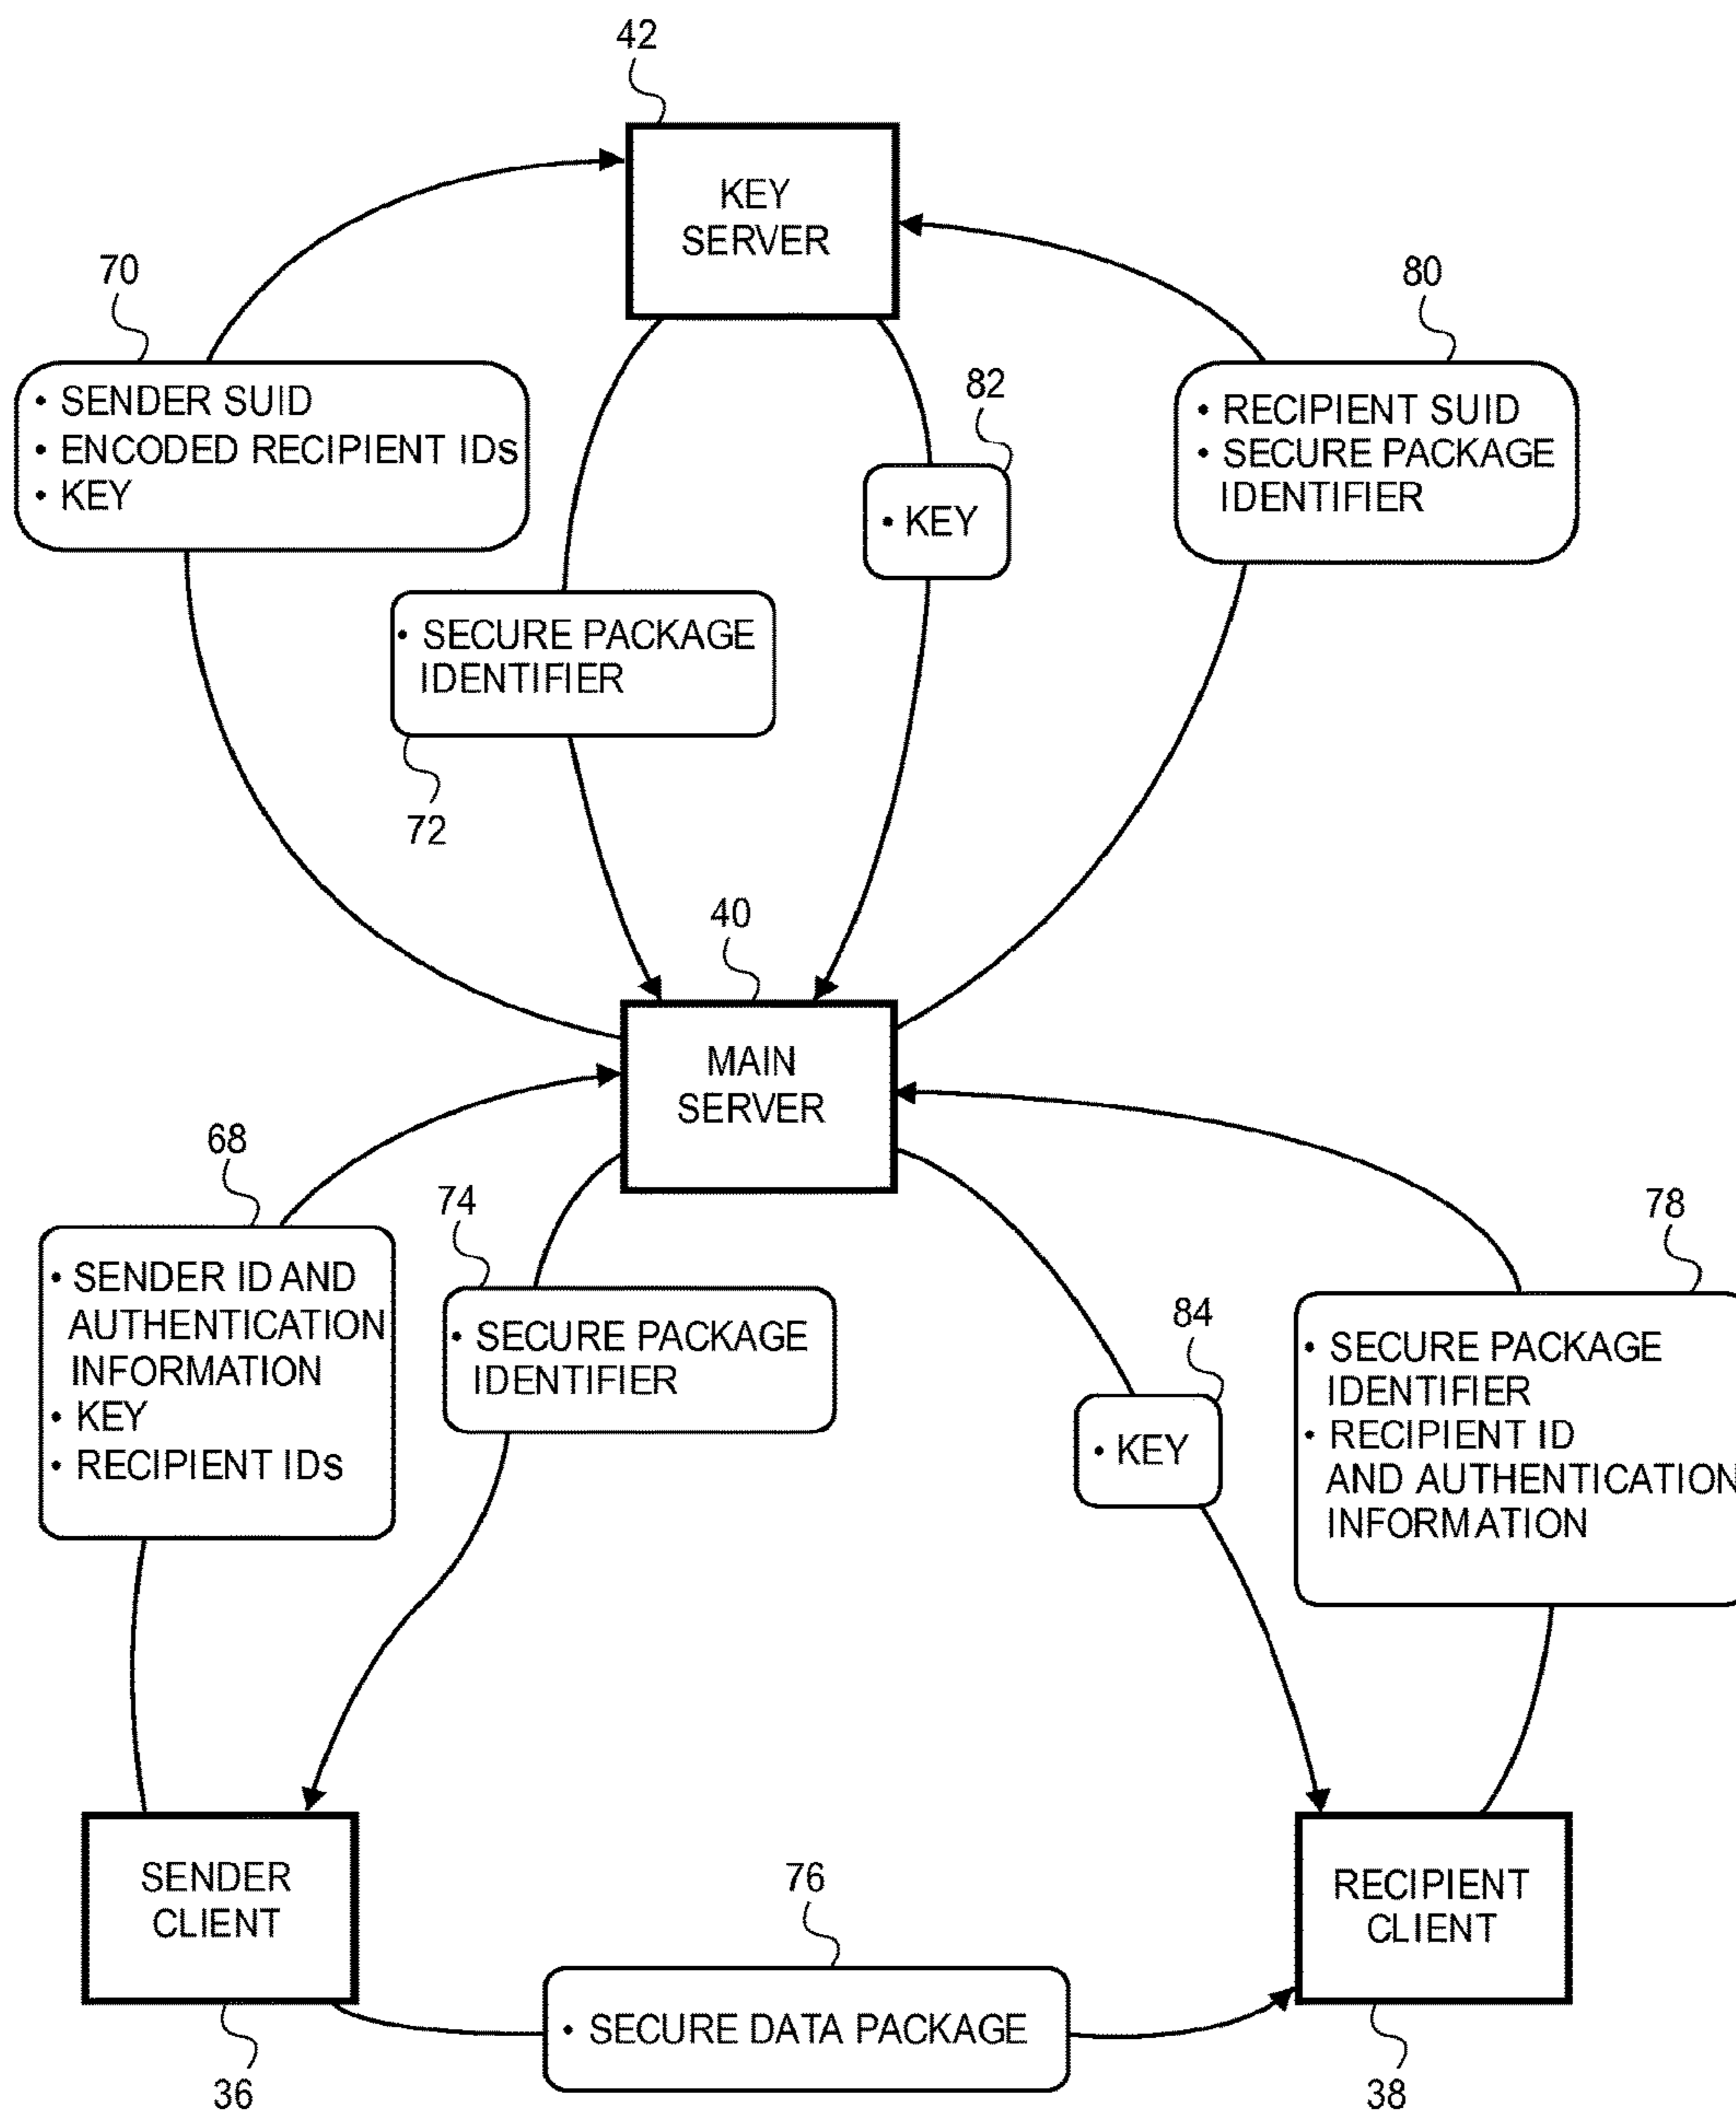 42
KEY
SERVER
70
• SENDER SUID
• ENCODED RECIPIENT IDs
• KEY
80
• RECIPIENT SUID
• SECURE PACKAGE
IDENTIFIER
82
• KEY
• SECURE PACKAGE
IDENTIFIER
72
40
MAIN
SERVER
68
• SENDER ID AND
AUTHENTICATION
INFORMATION
• KEY
• RECIPIENT IDs
74
• SECURE PACKAGE
IDENTIFIER
84
• KEY
78
• SECURE PACKAGE
IDENTIFIER
• RECIPIENT ID
AND AUTHENTICATION
INFORMATION
SENDER
CLIENT
36
76
• SECURE DATA PACKAGE
RECIPIENT
CLIENT
38